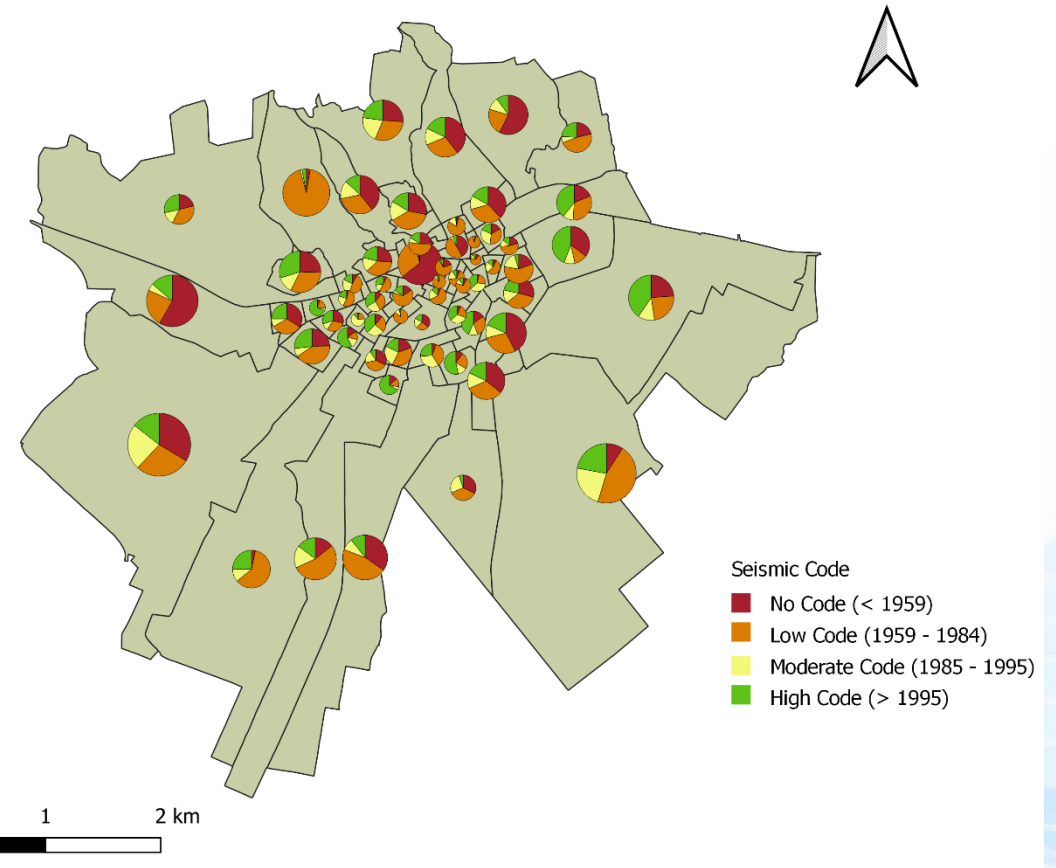 Seismic Code
No Code (< 1959)
Low Code (1959 - 1984)
Moderate Code (1985 - 1995)
High Code (> 1995)
1 2 km